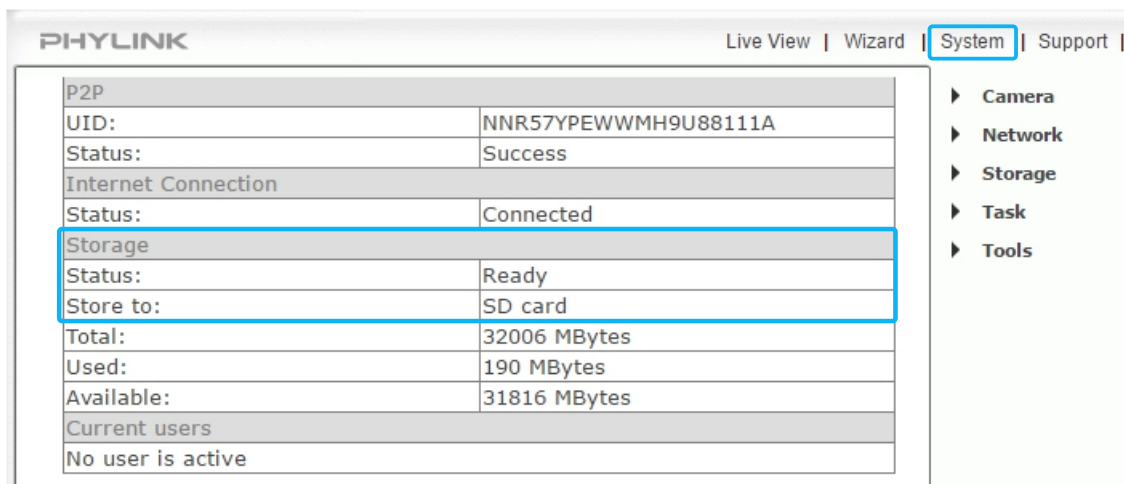 PHYLINK
Live View | Wizard | System | Support |
P2P
UID: NNR57YPEWWMH9U88111A
Status: Success
Internet Connection
Status: Connected
Storage
Status: Ready
Store to: SD card
Total: 32006 MBytes
Used: 190 MBytes
Available: 31816 MBytes
Current users
No user is active
Camera
Network
Storage
Task
Tools